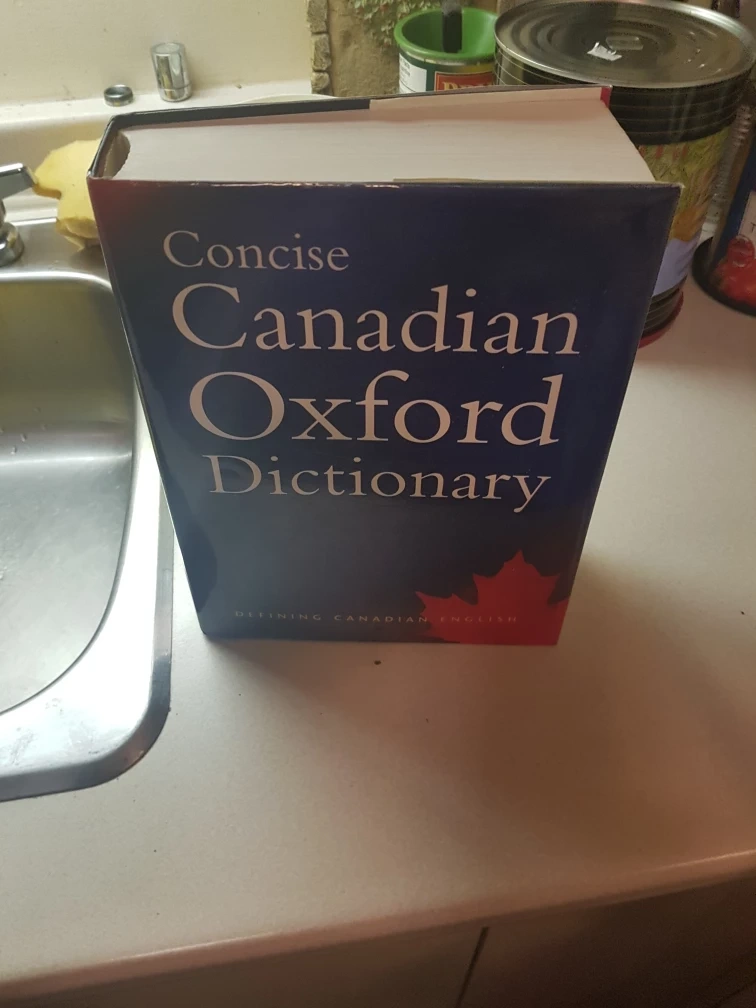 Concise
Canadian
Oxford
Dictionary
DEFINING CANADIAN ENGLISH